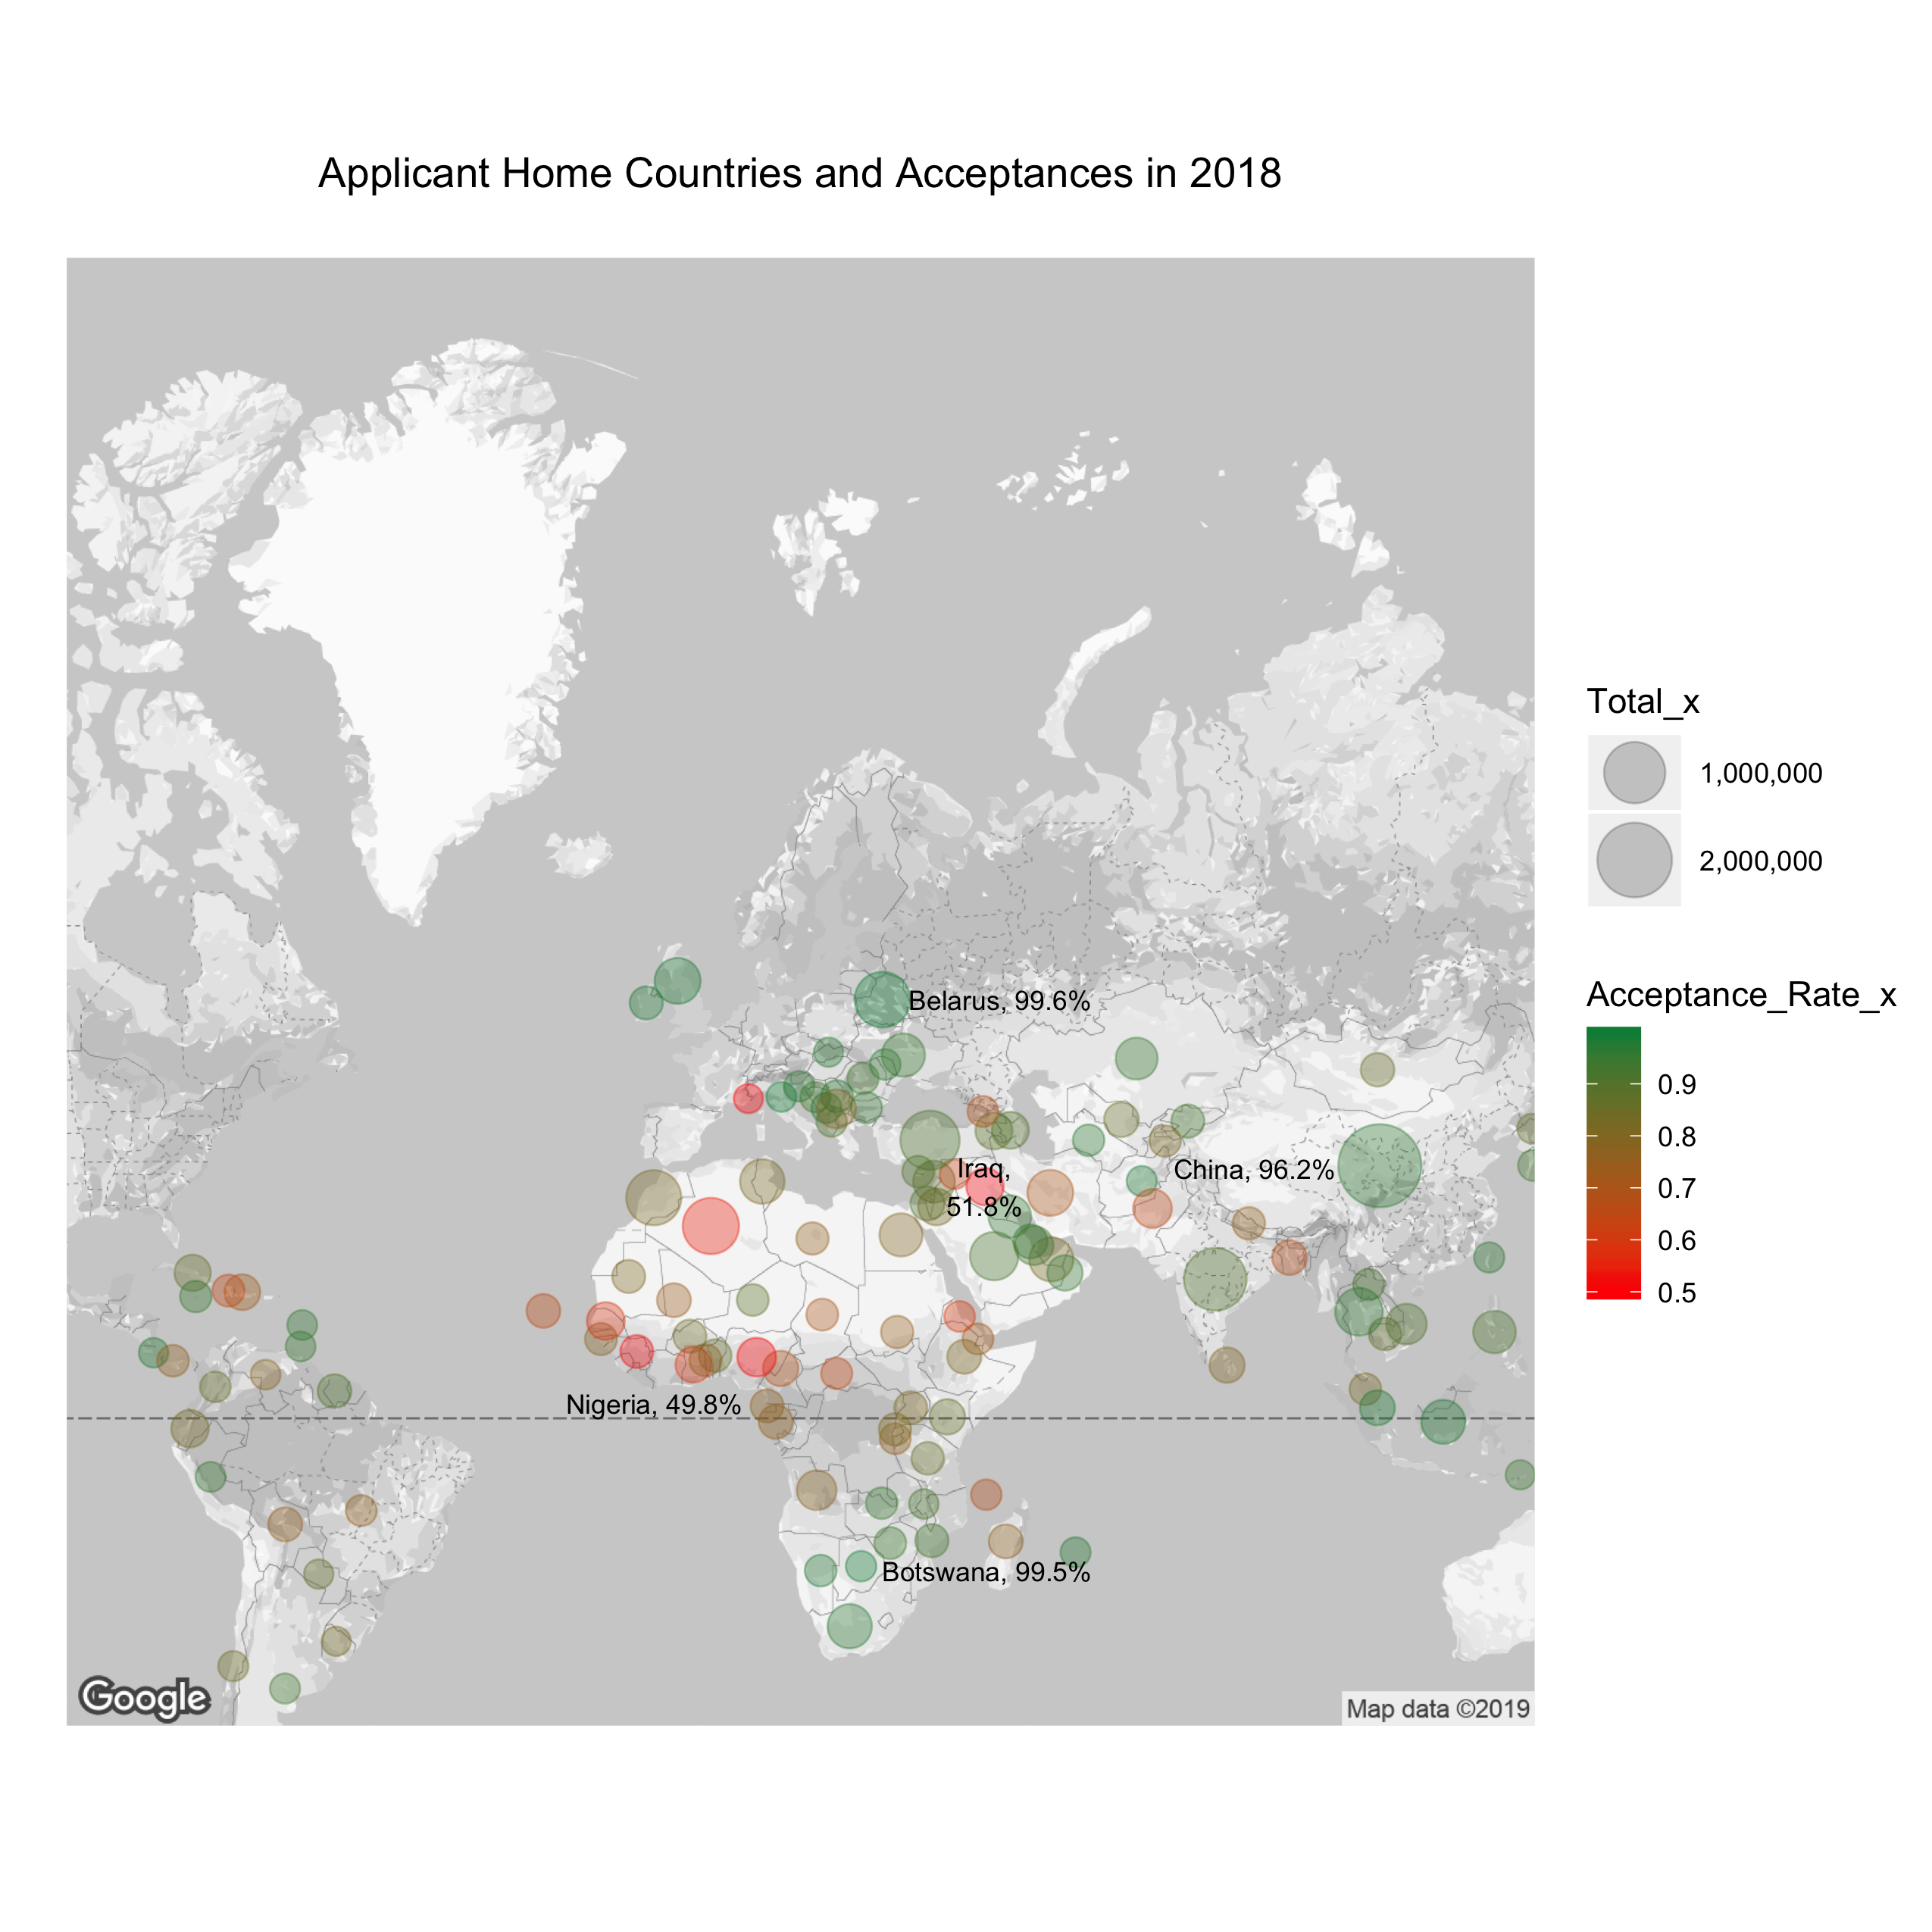 Applicant Home Countries and Acceptances in 2018
Total_x
1,000,000
2,000,000
Belarus, 99.6%
Acceptance_Rate_x
0.9
0.8
0.7
0.6
0.5
Iraq,
51.8%
China, 96.2%
Nigeria, 49.8%
Botswana, 99.5%
Google
Map data ©2019